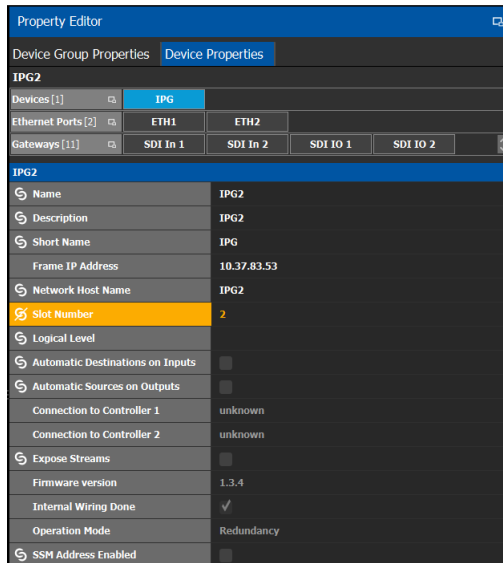 Property Editor
Device Group Properties Device Properties
IPG2
Devices [1] IPG
Ethernet Ports [2] ETH1 ETH2
Gateways [11] SDI In 1 SDI In 2 SDI IO 1 SDI IO 2
IPG2
Name IPG2
Description IPG2
Short Name IPG
Frame IP Address 10.37.83.53
Network Host Name IPG2
Slot Number 2
Logical Level
Automatic Destinations on Inputs
Automatic Sources on Outputs
Connection to Controller 1 unknown
Connection to Controller 2 unknown
Expose Streams
Firmware version 1.3.4
Internal Wiring Done
Operation Mode Redundancy
SSM Address Enabled